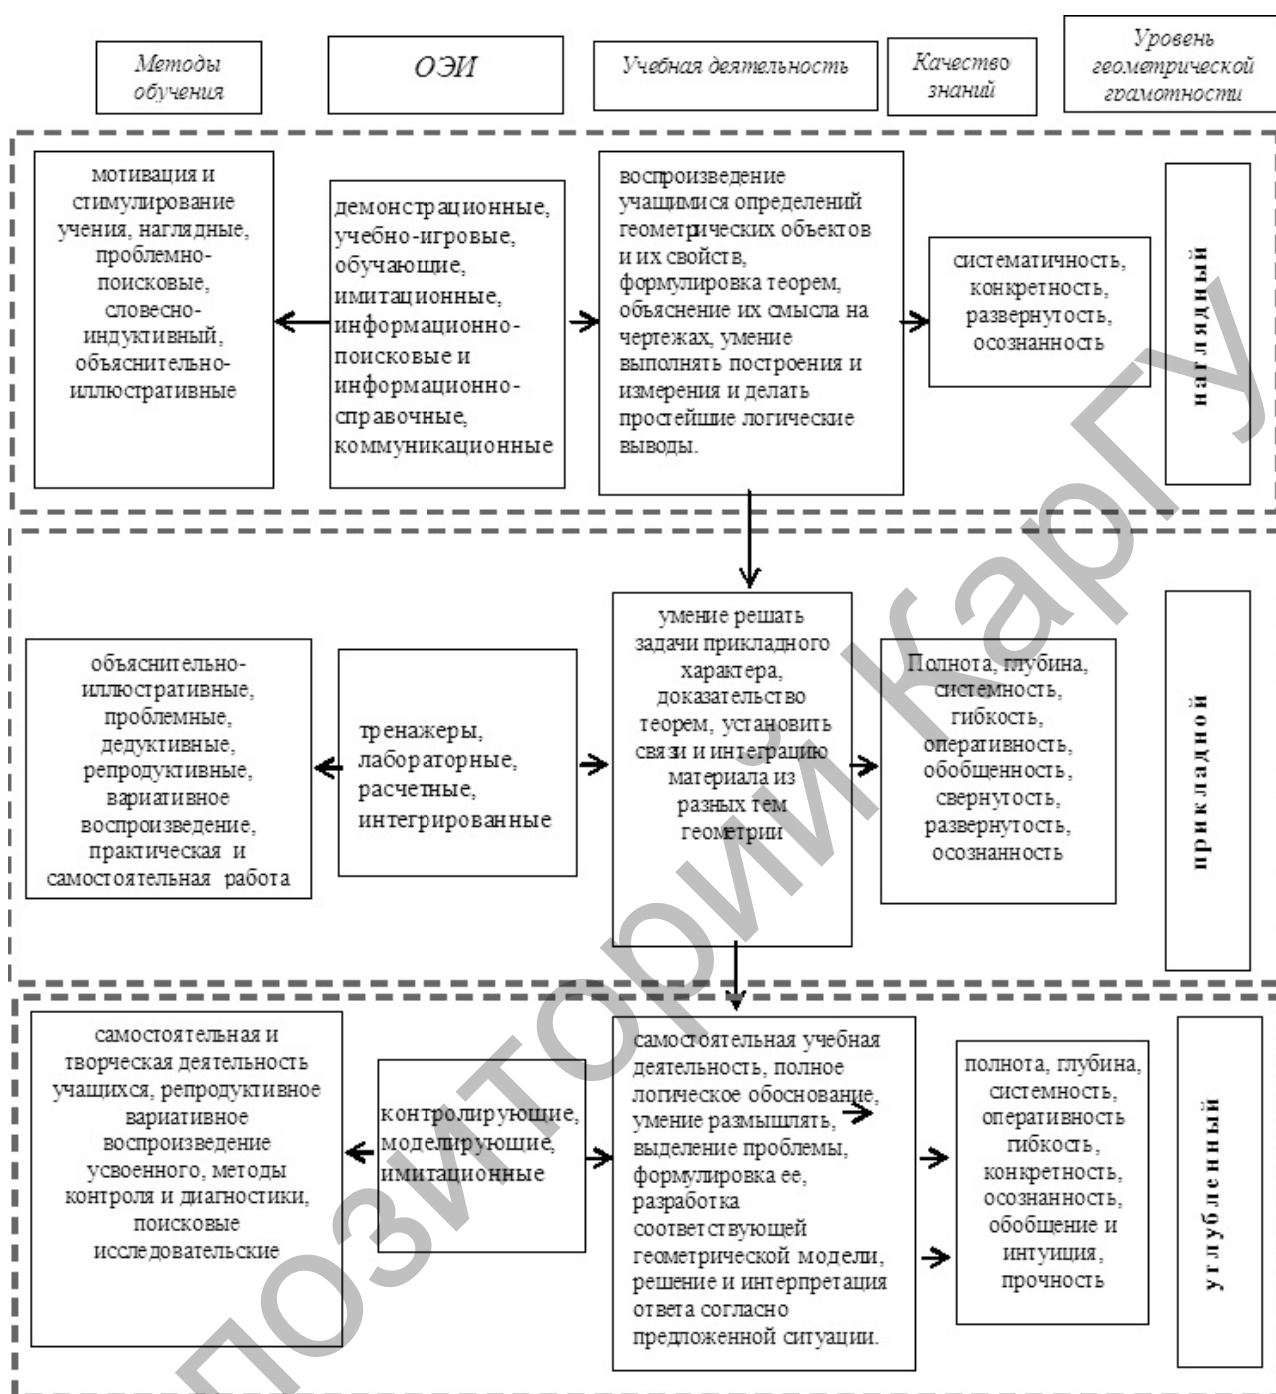 Методы
обучения
ОЭИ
Учебная деятельность
Качество
знаний
Уровень
геометрической
грамотности
мотивация и
стимулирование
учения, наглядные,
проблемно-
поисковые,
словесно-
индуктивный,
объяснительно-
иллюстративные
демонстрационные,
учебно-игровые,
обучающие,
имитационные,
информационно-
поисковые и
информационно-
справочные,
коммуникационные
воспроизведение
учащимися определений
геометрических объектов
и их свойств,
формулировка теорем,
объяснение их смысла на
чертежах, умение
выполнять построения и
измерения и делать
простейшие логические
выводы.
систематичность,
конкретность,
развернутость,
осознанность
наглядный
объяснительно-
иллюстративные,
проблемные,
дедуктивные,
репродуктивные,
вариативное
воспроизведение,
практическая и
самостоятельная работа
тренажеры,
лабораторные,
расчетные,
интегрированные
умение решать
задачи прикладного
характера,
доказательство
теорем, установить
связи и интеграцию
материала из
разных тем
геометрии
Полнота, глубина,
системность,
гибкость,
оперативность,
обобщенность,
свернутость,
развернутость,
осознанность
прикладной
самостоятельная и
творческая деятельность
учащихся, репродуктивное
вариативное
воспроизведение
усвоенного, методы
контроля и диагностики,
поисковые
исследовательские
контролирующие,
моделирующие,
имитационные
самостоятельная учебная
деятельность, полное
логическое обоснование,
умение размышлять,
выделение проблемы,
формулировка ее,
разработка
соответствующей
геометрической модели,
решение и интерпретация
ответа согласно
предложенной ситуации.
полнота, глубина,
системность,
оперативность
гибкость,
конкретность,
осознанность,
обобщение и
интуиция,
прочность
углубленный
позиторий КарГУ